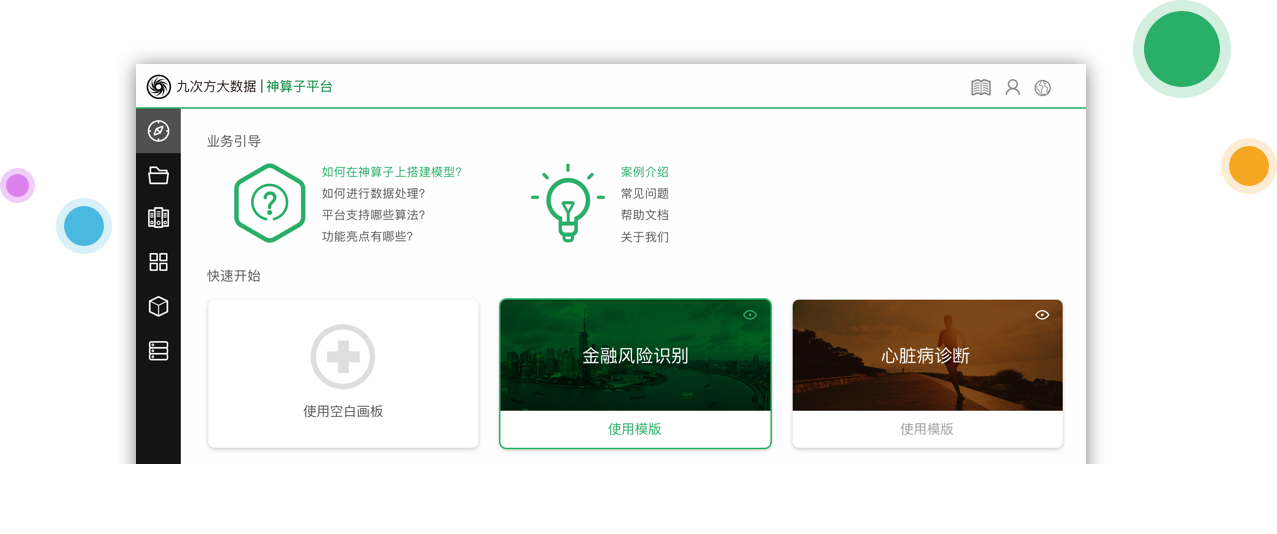 九次方大数据 | 神算子平台
业务引导
如何在神算子上搭建模型?
如何进行数据处理?
平台支持哪些算法?
功能亮点有哪些?
案例介绍
常见问题
帮助文档
关于我们
快速开始
使用空白画板
金融风险识别
使用模版
心脏病诊断
使用模版